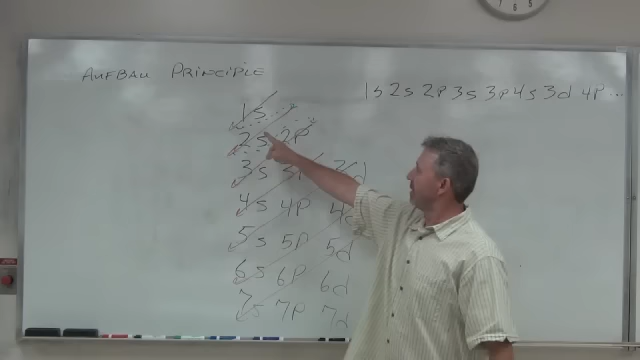 Aufbau Principle
1s 2s 2p 3s 3p 4s 3d 4p ...
1s
2s 2p
3s 3p 3d
4s 4p 4d
5s 5p 5d
6s 6p 6d
7s 7p 7d